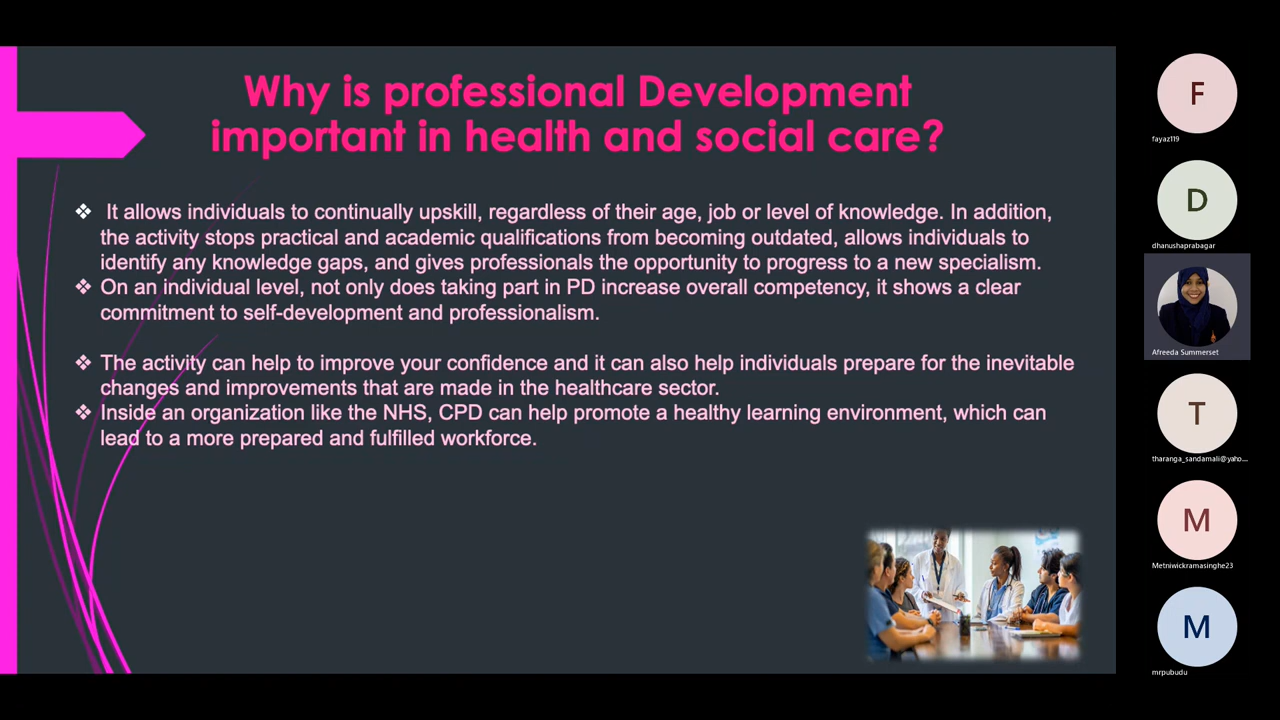 Why is professional Development
important in health and social care?
❖ It allows individuals to continually upskill, regardless of their age, job or level of knowledge. In addition,
the activity stops practical and academic qualifications from becoming outdated, allows individuals to
identify any knowledge gaps, and gives professionals the opportunity to progress to a new specialism.
❖ On an individual level, not only does taking part in PD increase overall competency, it shows a clear
commitment to self-development and professionalism.
❖ The activity can help to improve your confidence and it can also help individuals prepare for the inevitable
changes and improvements that are made in the healthcare sector.
❖ Inside an organization like the NHS, CPD can help promote a healthy learning environment, which can
lead to a more prepared and fulfilled workforce.
F
fayaz119
D
dhanushaprabagar
Afreeda Summerset
T
tharanga_sandamali@yaho...
M
Metniwickramasinghe23
M
mrpubudu